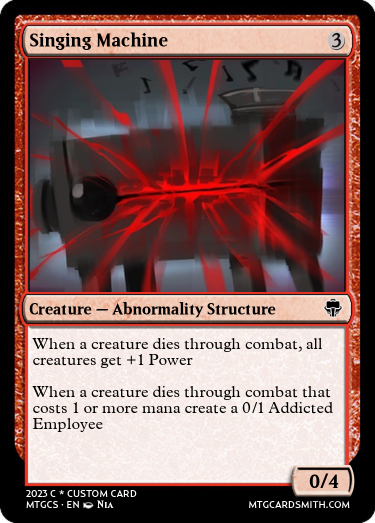 Singing Machine 3
Creature — Abnormality Structure
When a creature dies through combat, all
creatures get +1 Power
When a creature dies through combat that
costs 1 or more mana create a 0/1 Addicted
Employee
0/4
2023 C * CUSTOM CARD
MTGCS · EN Nia
MTGCARDSMITH.COM